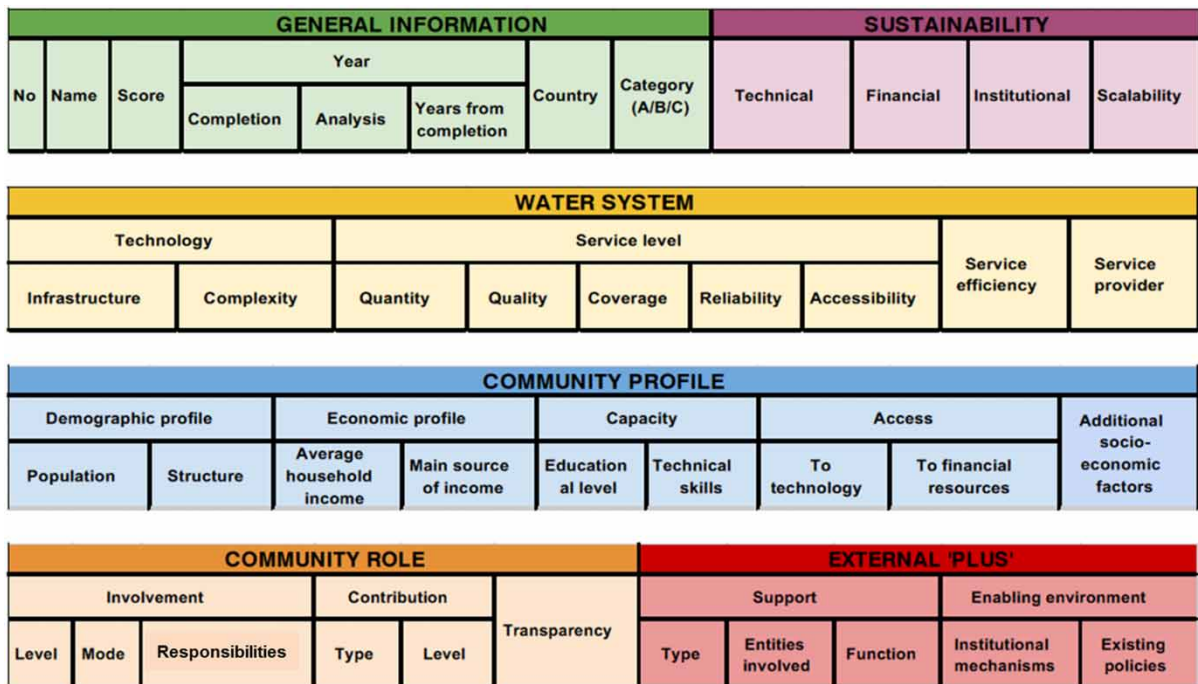 GENERAL INFORMATION SUSTAINABILITY
Year
No Name Score Completion Analysis Years from completion Country Category (A/B/C) Technical Financial Institutional Scalability
WATER SYSTEM
Technology Service level Service efficiency Service provider
Infrastructure Complexity Quantity Quality Coverage Reliability Accessibility
COMMUNITY PROFILE
Demographic profile Economic profile Capacity Access Additional socio-economic factors
Population Structure Average household income Main source of income Education al level Technical skills To technology To financial resources
COMMUNITY ROLE EXTERNAL 'PLUS'
Involvement Contribution Transparency Support Enabling environment
Level Mode Responsibilities Type Level Type Entities involved Function Institutional mechanisms Existing policies